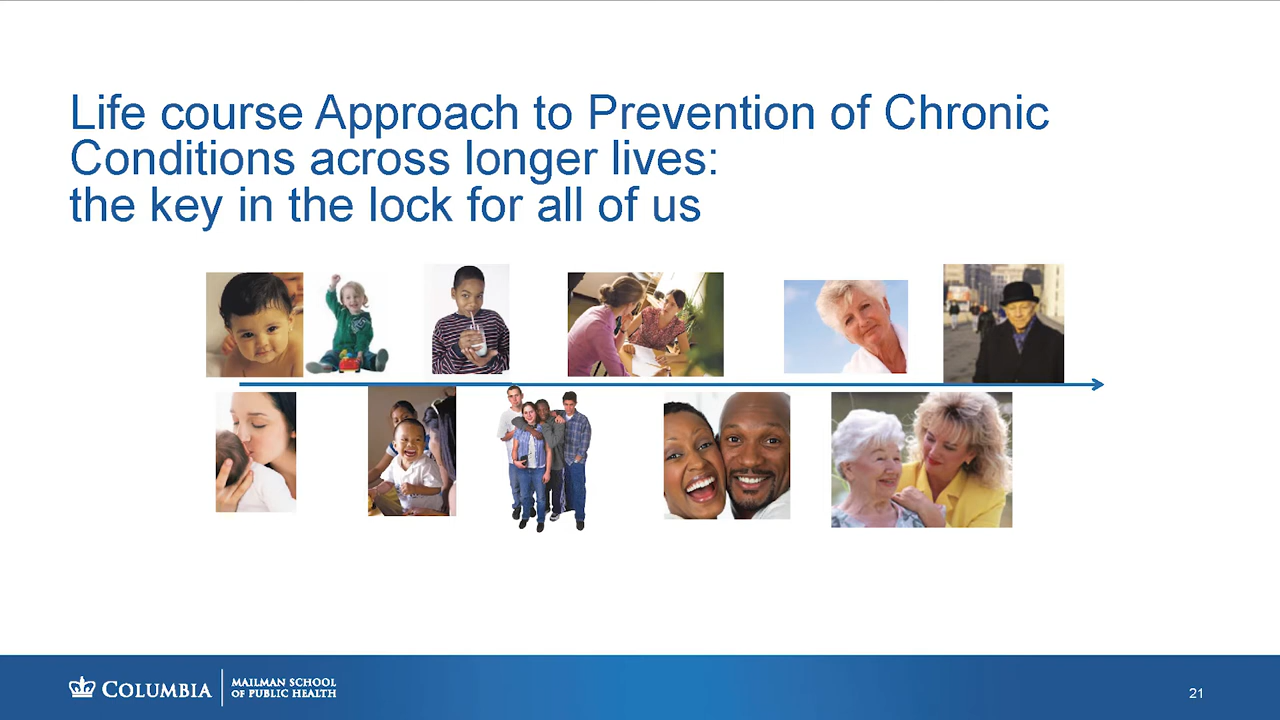 Life course Approach to Prevention of Chronic
Conditions across longer lives:
the key in the lock for all of us
COLUMBIA
MAILMAN SCHOOL
OF PUBLIC HEALTH
21